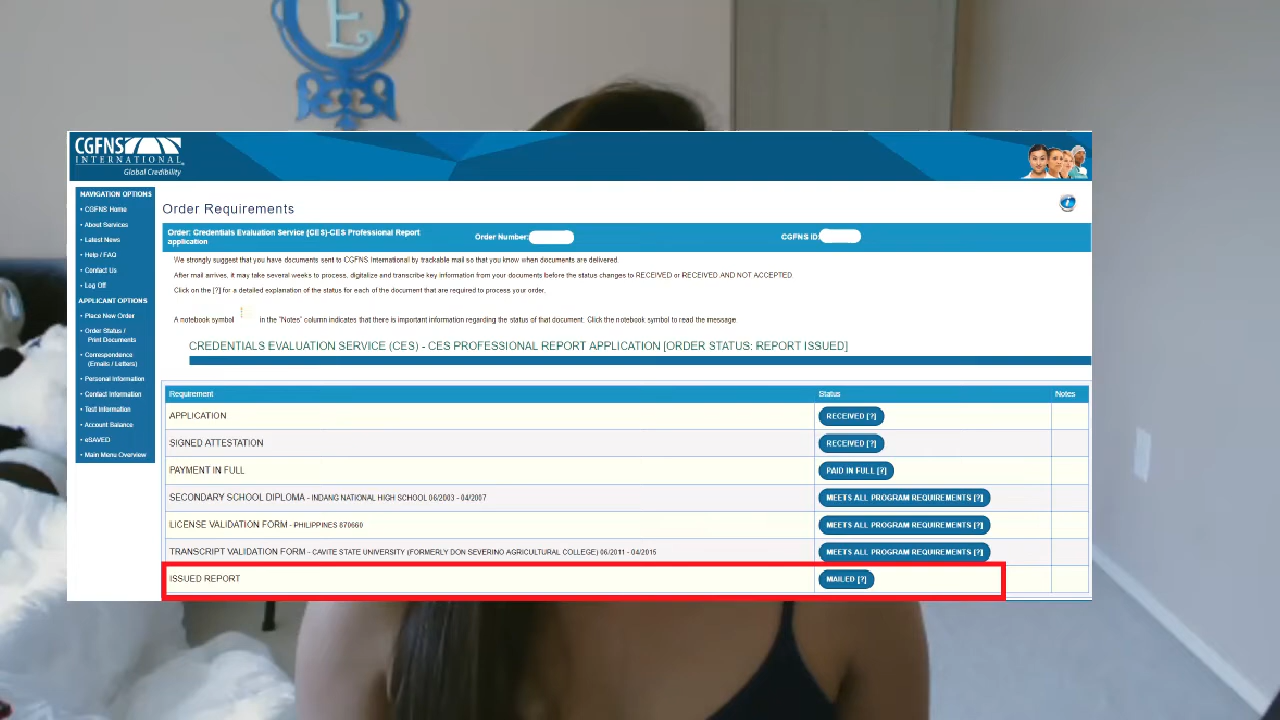 E
CGFNS
INTERNATIONAL
Global Credibility
NAVIGATION OPTIONS
• CGFNS Home
• About Services
• Latest News
• Help / FAQ
• Contact Us
• Log Off
APPLICANT OPTIONS
• Place New Order
• Order Status /
Print Documents
• Correspondence
(Emails / Letters)
• Personal Information
• Contact Information
• Test Information
• Account Balance
• eSAVED
• Main Menu Overview
Order Requirements
Order: Credentials Evaluation Service (CES)-CES Professional Report
application
Order Number:
CGFNS ID:
We strongly suggest that you have documents sent to CGFNS International by trackable mail so that you know when documents are delivered.
After mail arrives, it may take several weeks to process, digitalize and transcribe key information from your documents before the status changes to RECEIVED or RECEIVED AND NOT ACCEPTED.
Click on the [?] for a detailed explanation of the status for each of the document that are required to process your order.
A notebook symbol ! in the "Notes" column indicates that there is important information regarding the status of that document. Click the notebook symbol to read the message.
CREDENTIALS EVALUATION SERVICE (CES) - CES PROFESSIONAL REPORT APPLICATION [ORDER STATUS: REPORT ISSUED]
Requirement Status Notes
APPLICATION RECEIVED [?]
SIGNED ATTESTATION RECEIVED [?]
PAYMENT IN FULL PAID IN FULL [?]
SECONDARY SCHOOL DIPLOMA - INDANG NATIONAL HIGH SCHOOL 06/2003 - 04/2007 MEETS ALL PROGRAM REQUIREMENTS [?]
LICENSE VALIDATION FORM - PHILIPPINES 870660 MEETS ALL PROGRAM REQUIREMENTS [?]
TRANSCRIPT VALIDATION FORM - CAVITE STATE UNIVERSITY (FORMERLY DON SEVERINO AGRICULTURAL COLLEGE) 06/2011 - 04/2015 MEETS ALL PROGRAM REQUIREMENTS [?]
ISSUED REPORT MAILED [?]